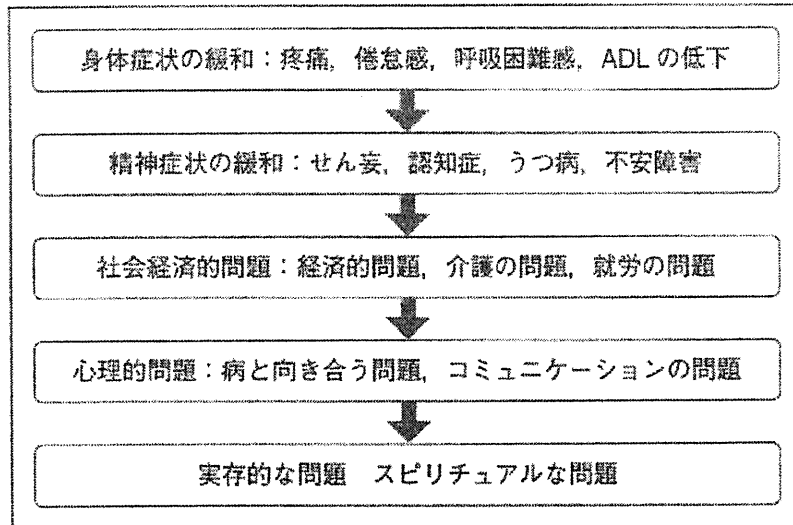 身体症状の緩和：疼痛，倦怠感，呼吸困難感，ADLの低下
精神症状の緩和：せん妄，認知症，うつ病，不安障害
社会経済的問題：経済的問題，介護の問題，就労の問題
心理的問題：病と向き合う問題，コミュニケーションの問題
実存的な問題　スピリチュアルな問題